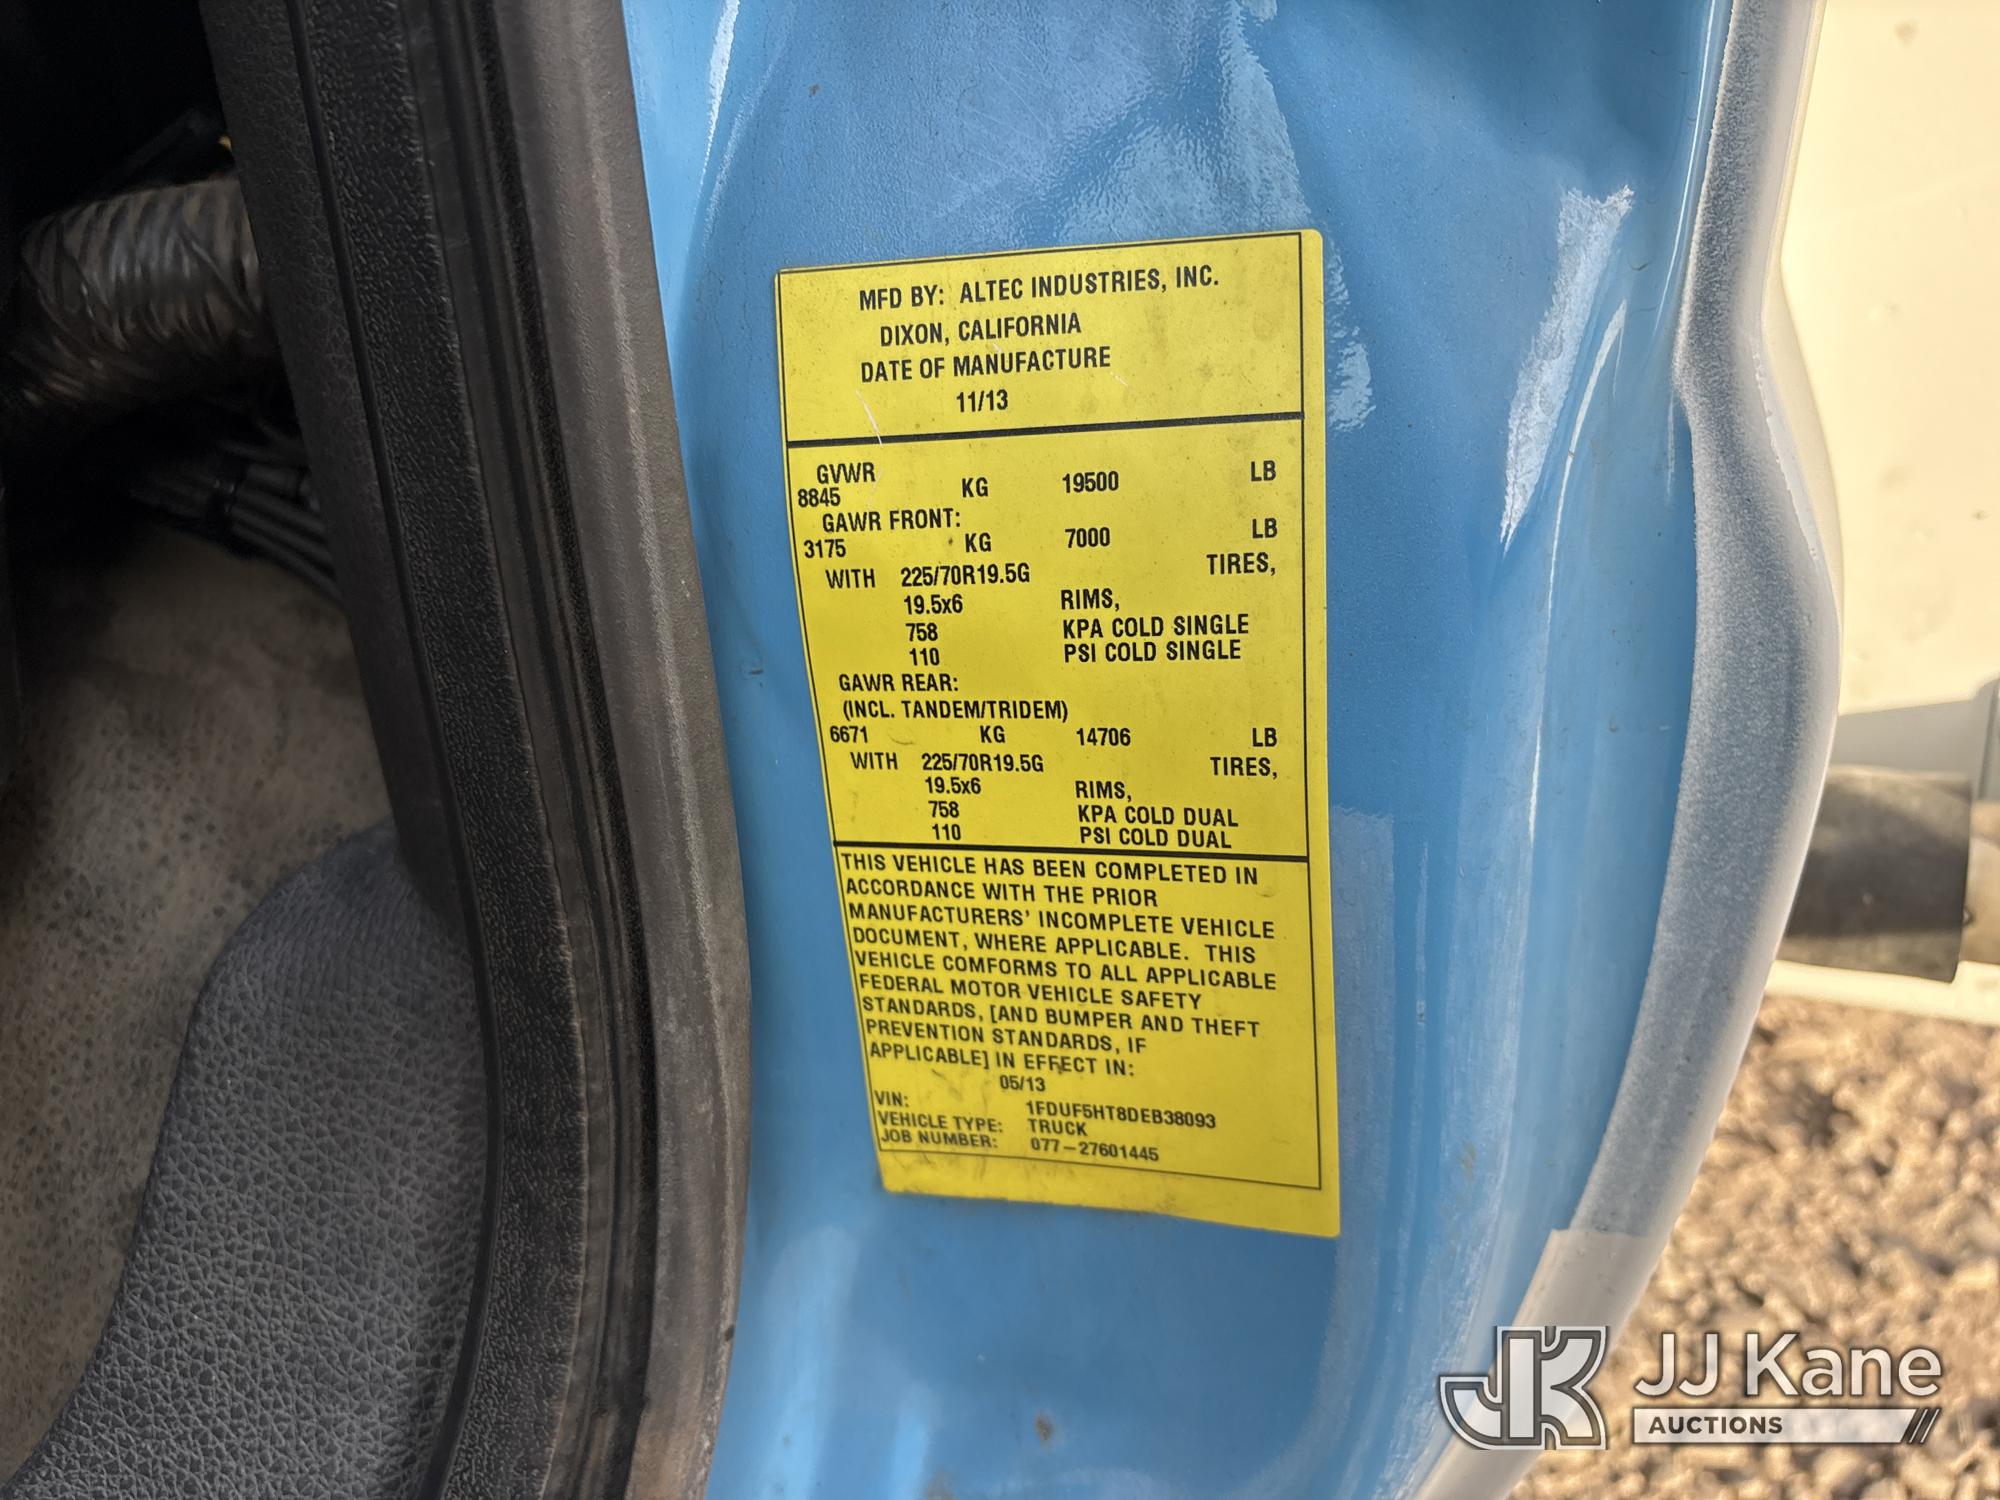 MFD BY: ALTEC INDUSTRIES, INC.
DIXON, CALIFORNIA
DATE OF MANUFACTURE
11/13
GVWR
8845 KG 19500 LB
GAWR FRONT:
3175 KG 7000 LB
WITH 225/70R19.5G TIRES,
19.5x6 RIMS,
758 KPA COLD SINGLE
110 PSI COLD SINGLE
GAWR REAR:
(INCL. TANDEM/TRIDEM)
6671 KG 14706 LB
WITH 225/70R19.5G TIRES,
19.5x6 RIMS,
758 KPA COLD DUAL
110 PSI COLD DUAL
THIS VEHICLE HAS BEEN COMPLETED IN
ACCORDANCE WITH THE PRIOR
MANUFACTURERS' INCOMPLETE VEHICLE
DOCUMENT, WHERE APPLICABLE. THIS
VEHICLE COMFORMS TO ALL APPLICABLE
FEDERAL MOTOR VEHICLE SAFETY
STANDARDS, [AND BUMPER AND THEFT
PREVENTION STANDARDS, IF
APPLICABLE] IN EFFECT IN:
05/13
VIN: 1FDUF5HT8DEB38093
VEHICLE TYPE: TRUCK
JOB NUMBER: 077-27601445
JK JJ Kane
AUCTIONS